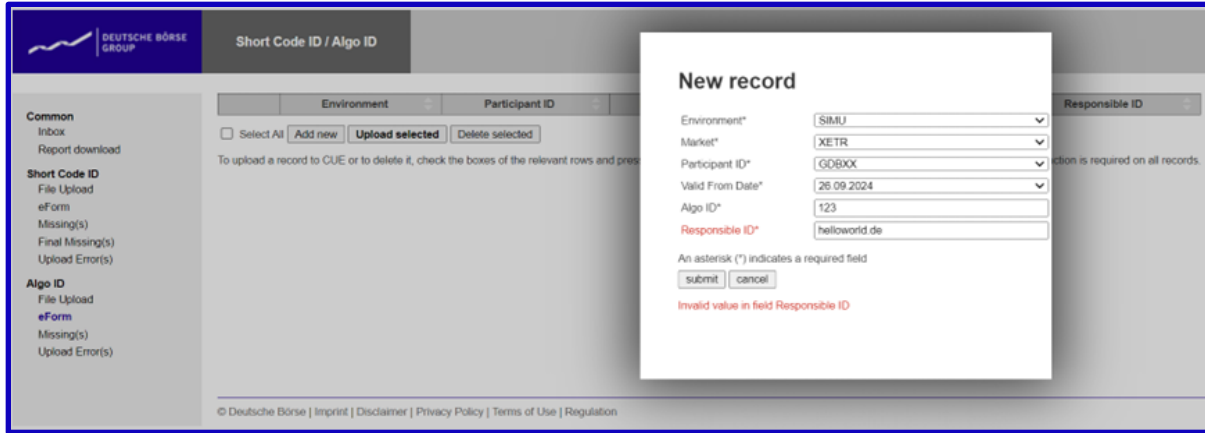 DEUTSCHE BÖRSE
GROUP
Short Code ID / Algo ID
Common
Inbox
Report download
Short Code ID
File Upload
eForm
Missing(s)
Final Missing(s)
Upload Error(s)
Algo ID
File Upload
eForm
Missing(s)
Upload Error(s)
Environment Participant ID Responsible ID
Select All Add new Upload selected Delete selected
To upload a record to CUE or to delete it, check the boxes of the relevant rows and is required on all records.
New record
Environment* SIMU
Market* XETR
Participant ID* GDBXX
Valid From Date* 26.09.2024
Algo ID* 123
Responsible ID* helloworld.de
An asterisk (*) indicates a required field
submit cancel
Invalid value in field Responsible ID
© Deutsche Börse | Imprint | Disclaimer | Privacy Policy | Terms of Use | Regulation